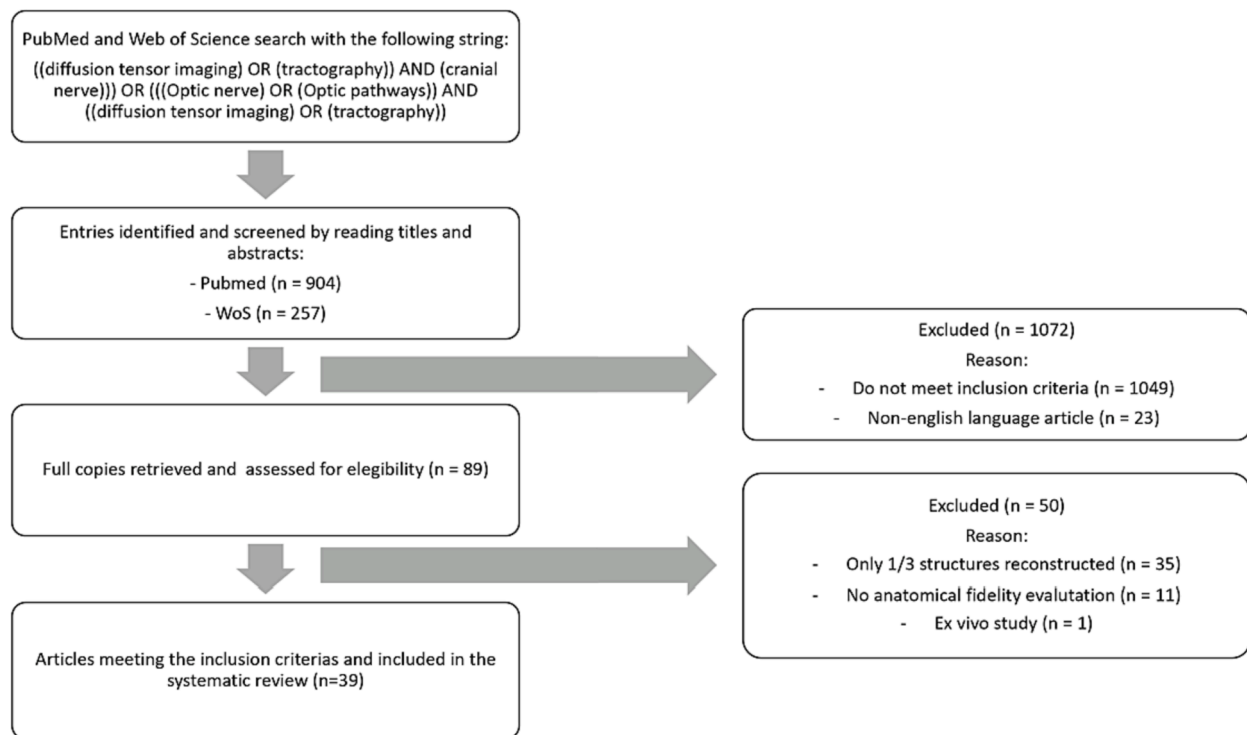 PubMed and Web of Science search with the following string:
((diffusion tensor imaging) OR (tractography)) AND (cranial
nerve))) OR (((Optic nerve) OR (Optic pathways)) AND
((diffusion tensor imaging) OR (tractography))
Entries identified and screened by reading titles and
abstracts:
- Pubmed (n = 904)
- WoS (n = 257)
Excluded (n = 1072)
Reason:
- Do not meet inclusion criteria (n = 1049)
- Non-english language article (n = 23)
Full copies retrieved and assessed for elegibility (n = 89)
Excluded (n = 50)
Reason:
- Only 1/3 structures reconstructed (n = 35)
- No anatomical fidelity evalutation (n = 11)
- Ex vivo study (n = 1)
Articles meeting the inclusion criterias and included in the
systematic review (n=39)